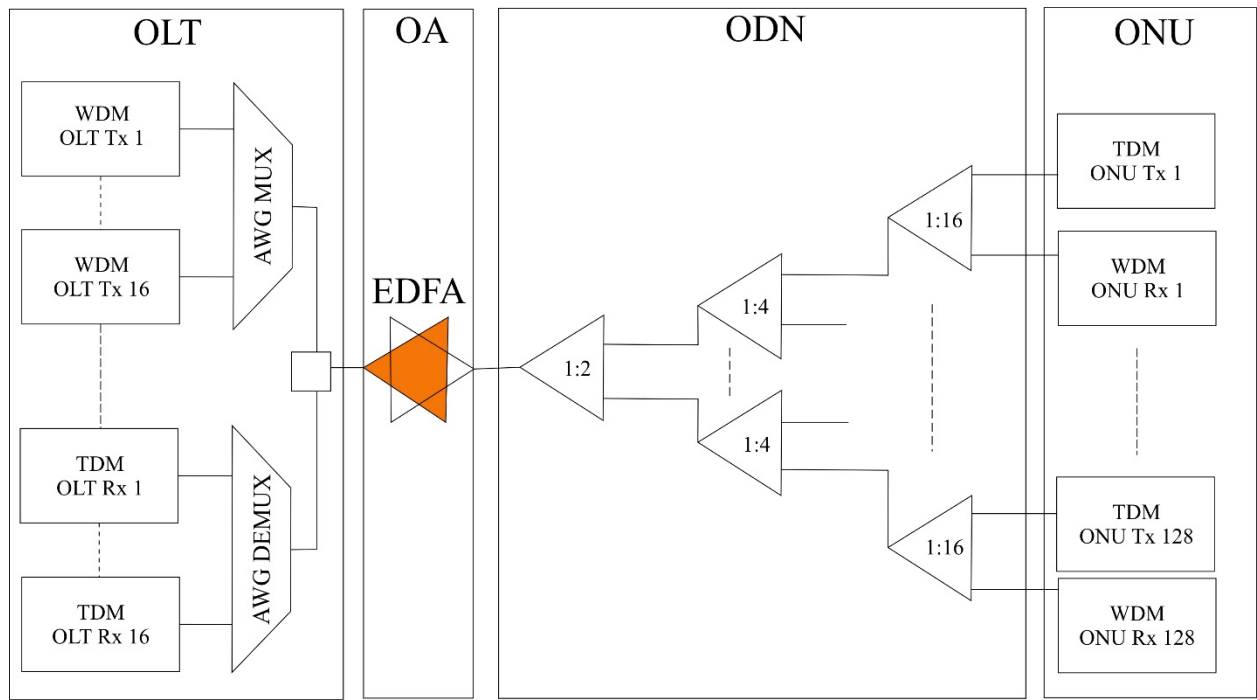 OLT
OA
ODN
ONU
WDM
OLT Tx 1
WDM
OLT Tx 16
AWG MUX
TDM
OLT Rx 1
TDM
OLT Rx 16
AWG DEMUX
EDFA
1:2
1:4
1:4
1:16
1:16
TDM
ONU Tx 1
WDM
ONU Rx 1
TDM
ONU Tx 128
WDM
ONU Rx 128